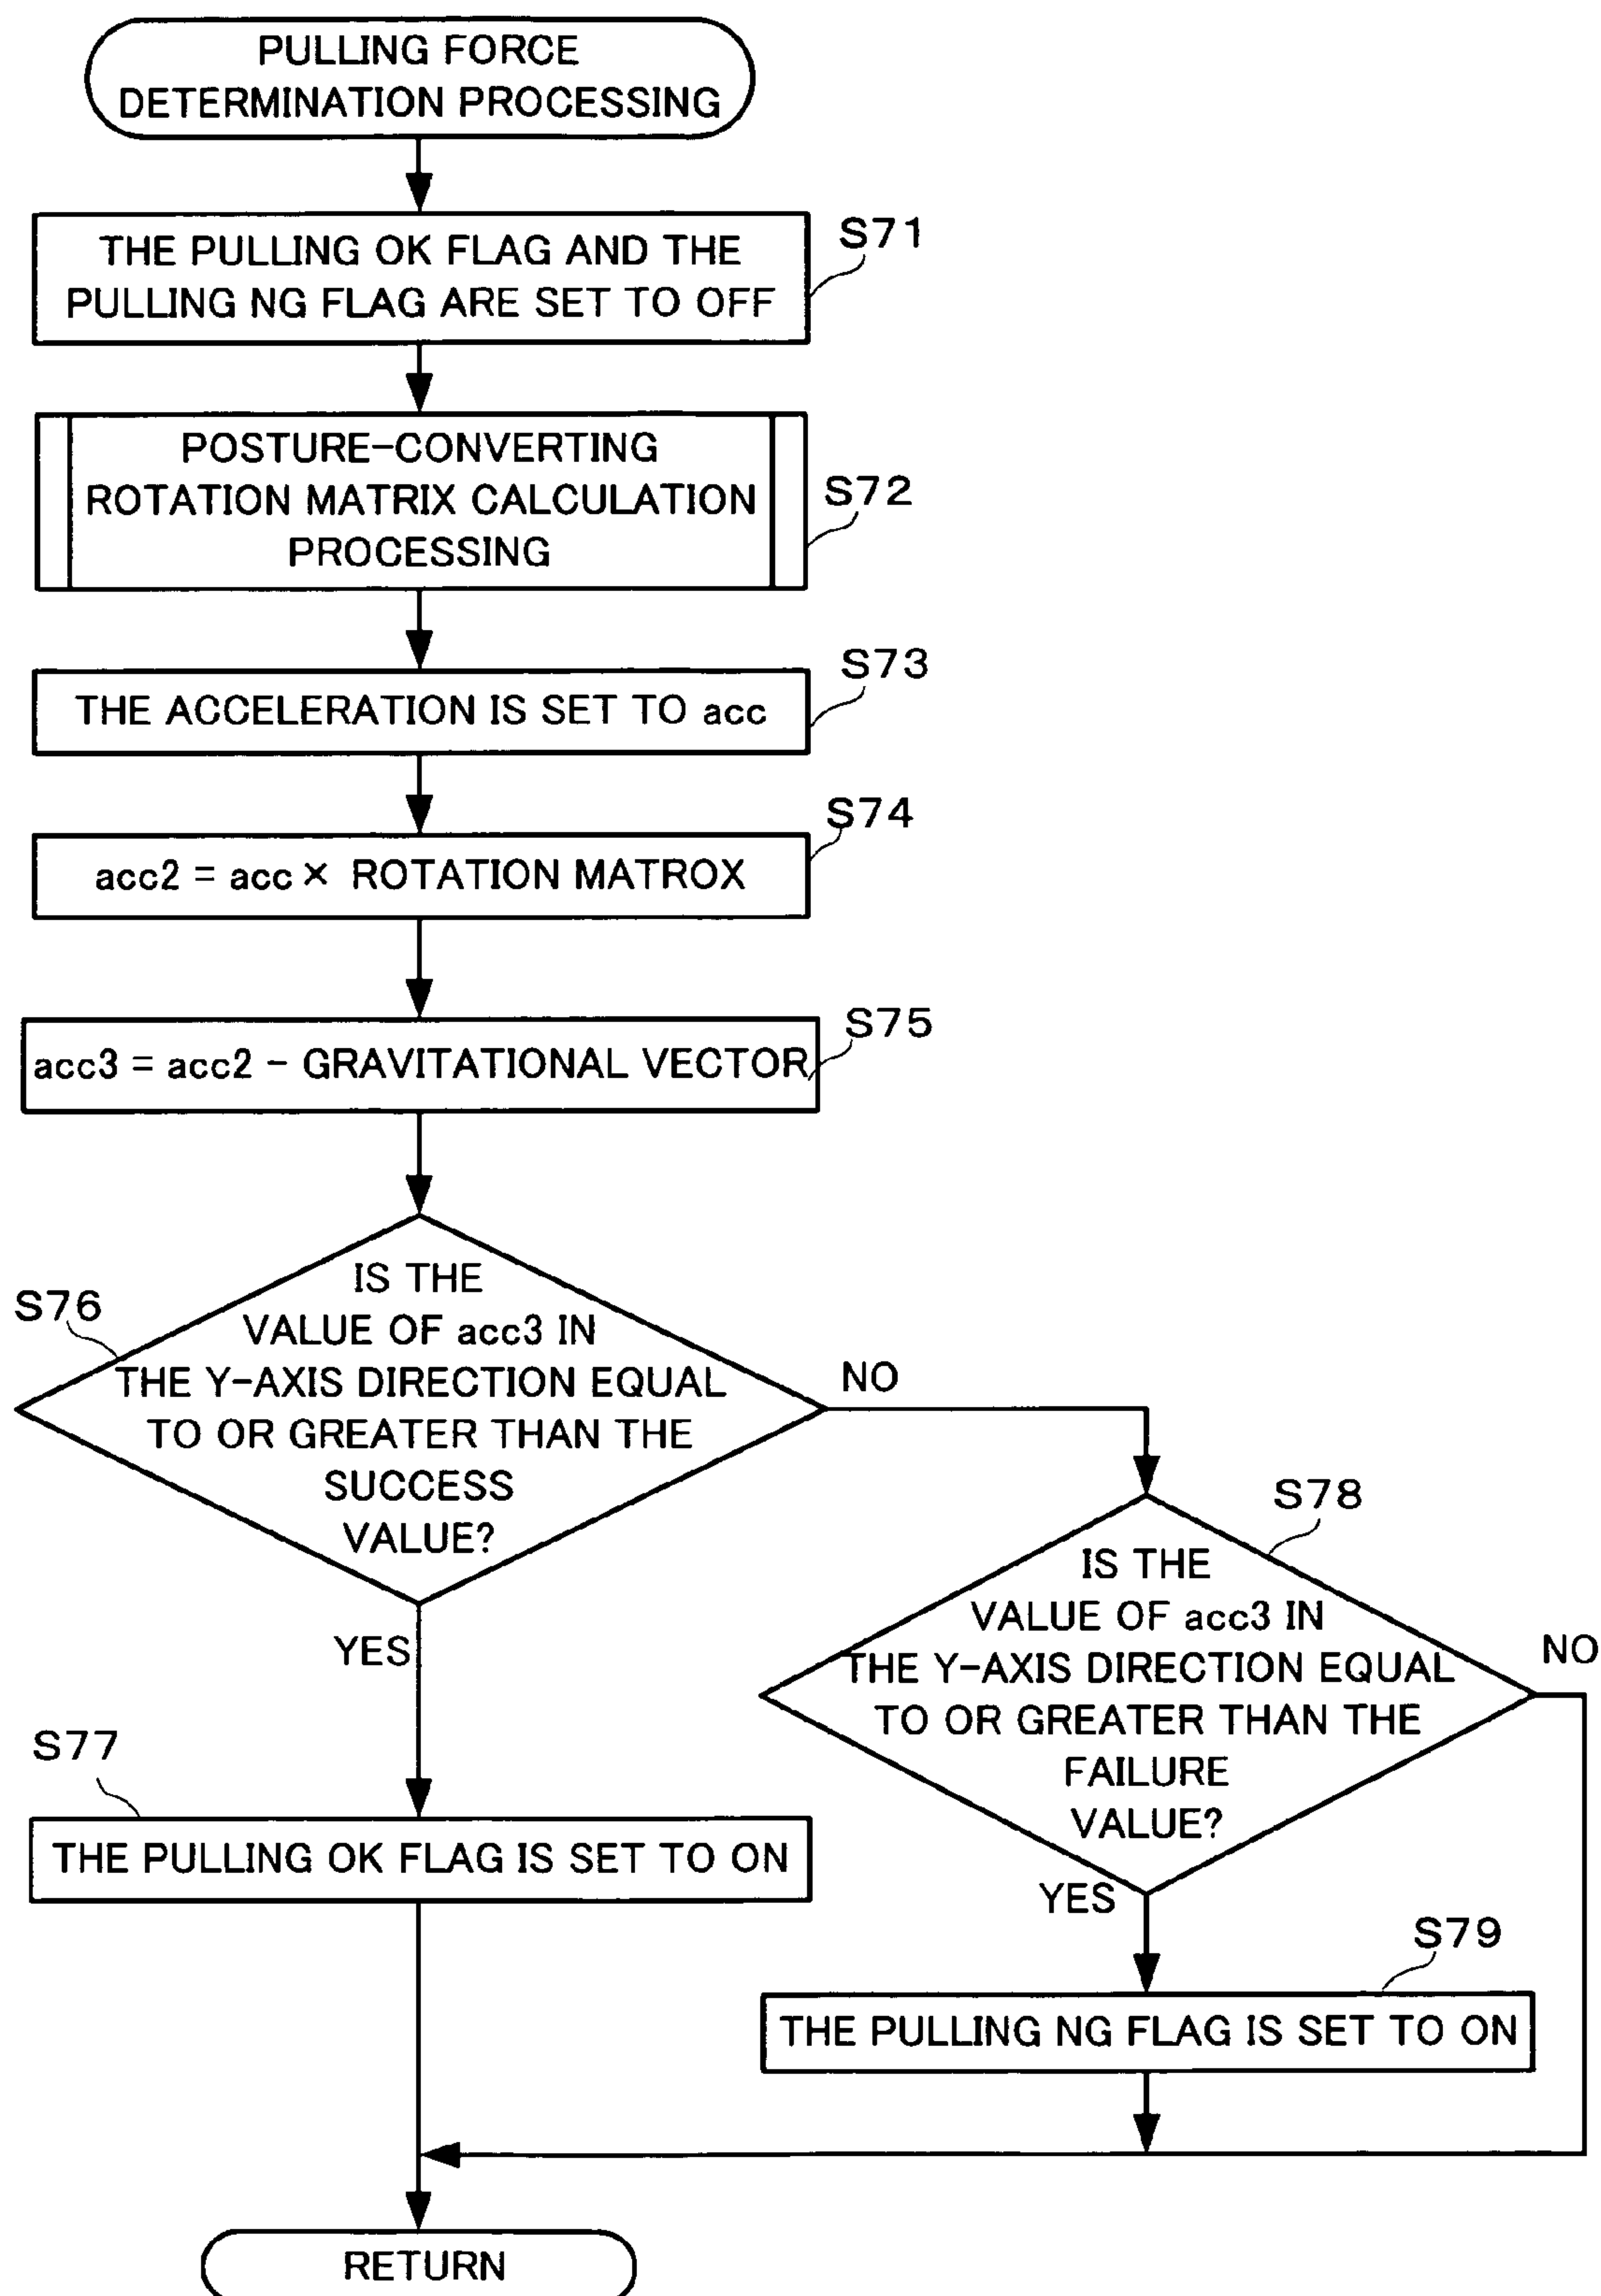 PULLING FORCE
DETERMINATION PROCESSING
S71
THE PULLING OK FLAG AND THE
PULLING NG FLAG ARE SET TO OFF
POSTURE-CONVERTING
ROTATION MATRIX CALCULATION
PROCESSING
S72
S73
THE ACCELERATION IS SET TO acc
S74
acc2 = acc × ROTATION MATROX
S75
acc3 = acc2 - GRAVITATIONAL VECTOR
S76
IS THE
VALUE OF acc3 IN
THE Y-AXIS DIRECTION EQUAL
TO OR GREATER THAN THE
SUCCESS
VALUE?
NO
YES
S78
IS THE
VALUE OF acc3 IN
THE Y-AXIS DIRECTION EQUAL
TO OR GREATER THAN THE
FAILURE
VALUE?
NO
YES
S77
THE PULLING OK FLAG IS SET TO ON
S79
THE PULLING NG FLAG IS SET TO ON
RETURN